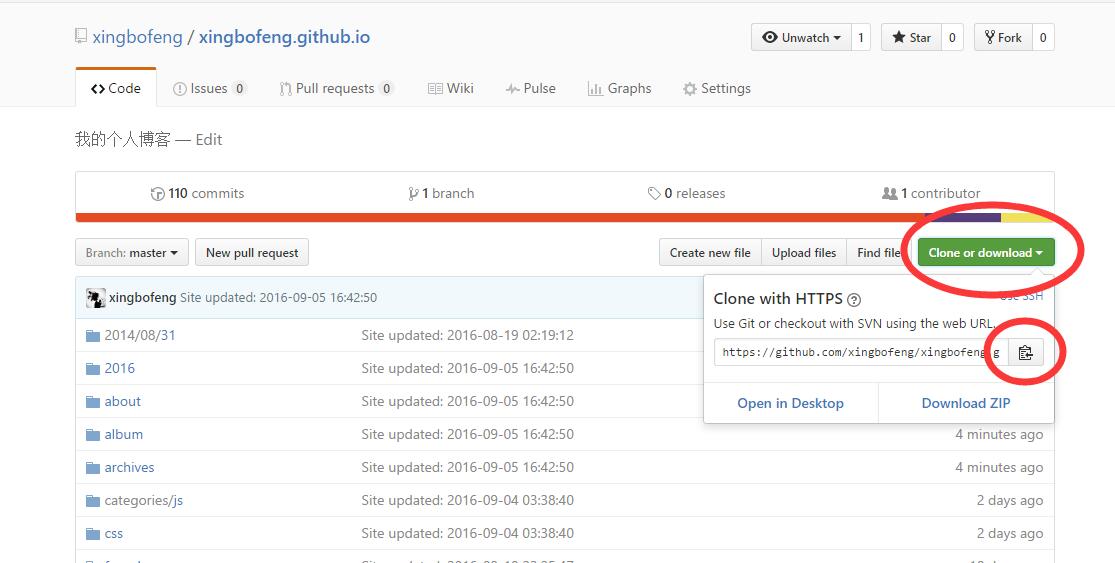 xingbofeng / xingbofeng.github.io
Unwatch 1 Star 0 Fork 0
Code Issues 0 Pull requests 0 Wiki Pulse Graphs Settings
我的个人博客 — Edit
110 commits 1 branch 0 releases 1 contributor
Branch: master New pull request Create new file Upload files Find file Clone or download
xingbofeng Site updated: 2016-09-05 16:42:50
Clone with HTTPS ? Use SSH
Use Git or checkout with SVN using the web URL.
https://github.com/xingbofeng/xingbofeng.g
Open in Desktop Download ZIP
2014/08/31 Site updated: 2016-08-19 02:19:12
2016 Site updated: 2016-09-05 16:42:50
about Site updated: 2016-09-05 16:42:50
album Site updated: 2016-09-05 16:42:50 4 minutes ago
archives Site updated: 2016-09-05 16:42:50 4 minutes ago
categories/js Site updated: 2016-09-04 03:38:40 2 days ago
css Site updated: 2016-09-04 03:38:40 2 days ago